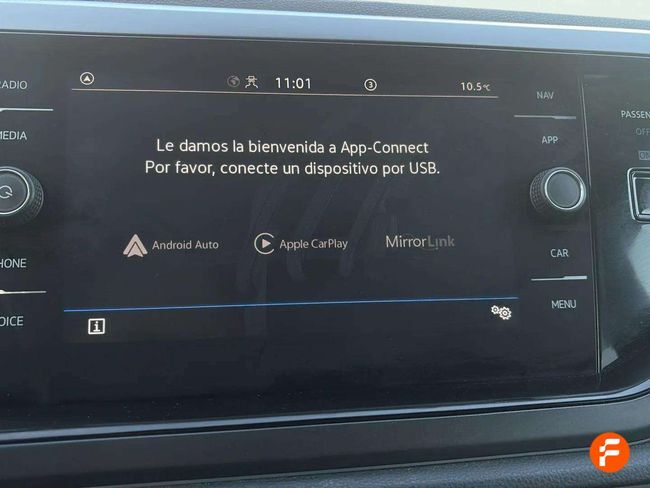 RADIO
MEDIA
PHONE
VOICE
11:01
3
10.5°C
Le damos la bienvenida a App-Connect
Por favor, conecte un dispositivo por USB.
Android Auto
Apple CarPlay
MirrorLink
i
NAV
APP
CAR
MENU
PASSEN
OFF